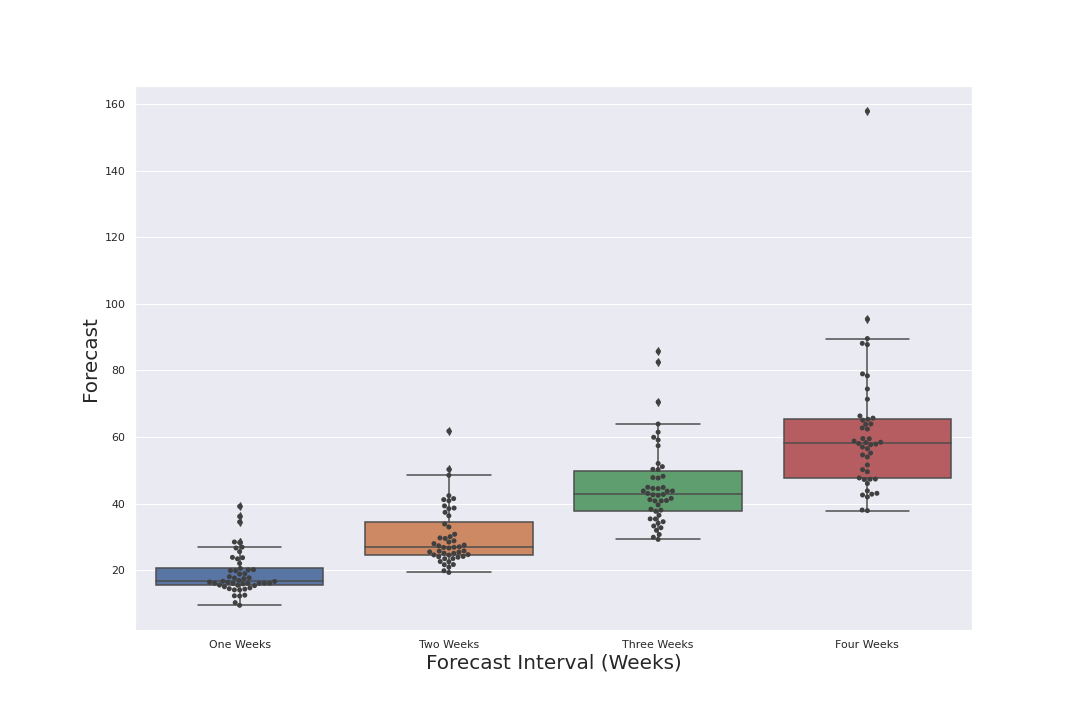 160
140
120
100
80
60
40
20
Forecast
One Weeks
Two Weeks
Three Weeks
Four Weeks
Forecast Interval (Weeks)